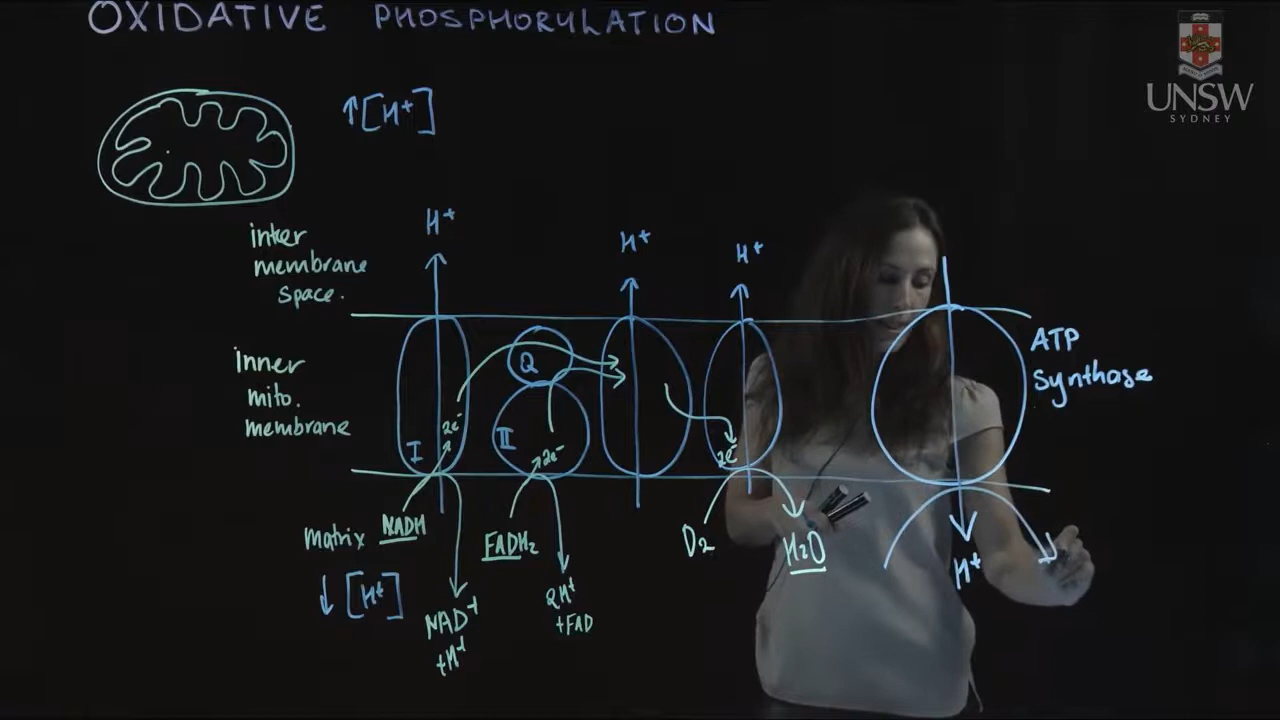 OXIDATIVE PHOSPHORYLATION
UNSW
SYDNEY
↑[H+]
H+
H+
H+
inter
membrane
space.
inner
mito.
membrane
Q
I
II
2e-
2e-
2e-
ATP
Synthase
matrix
NADH
FADH2
O2
H2O
H+
↓[H+]
NAD+
+H+
2H+
+FAD